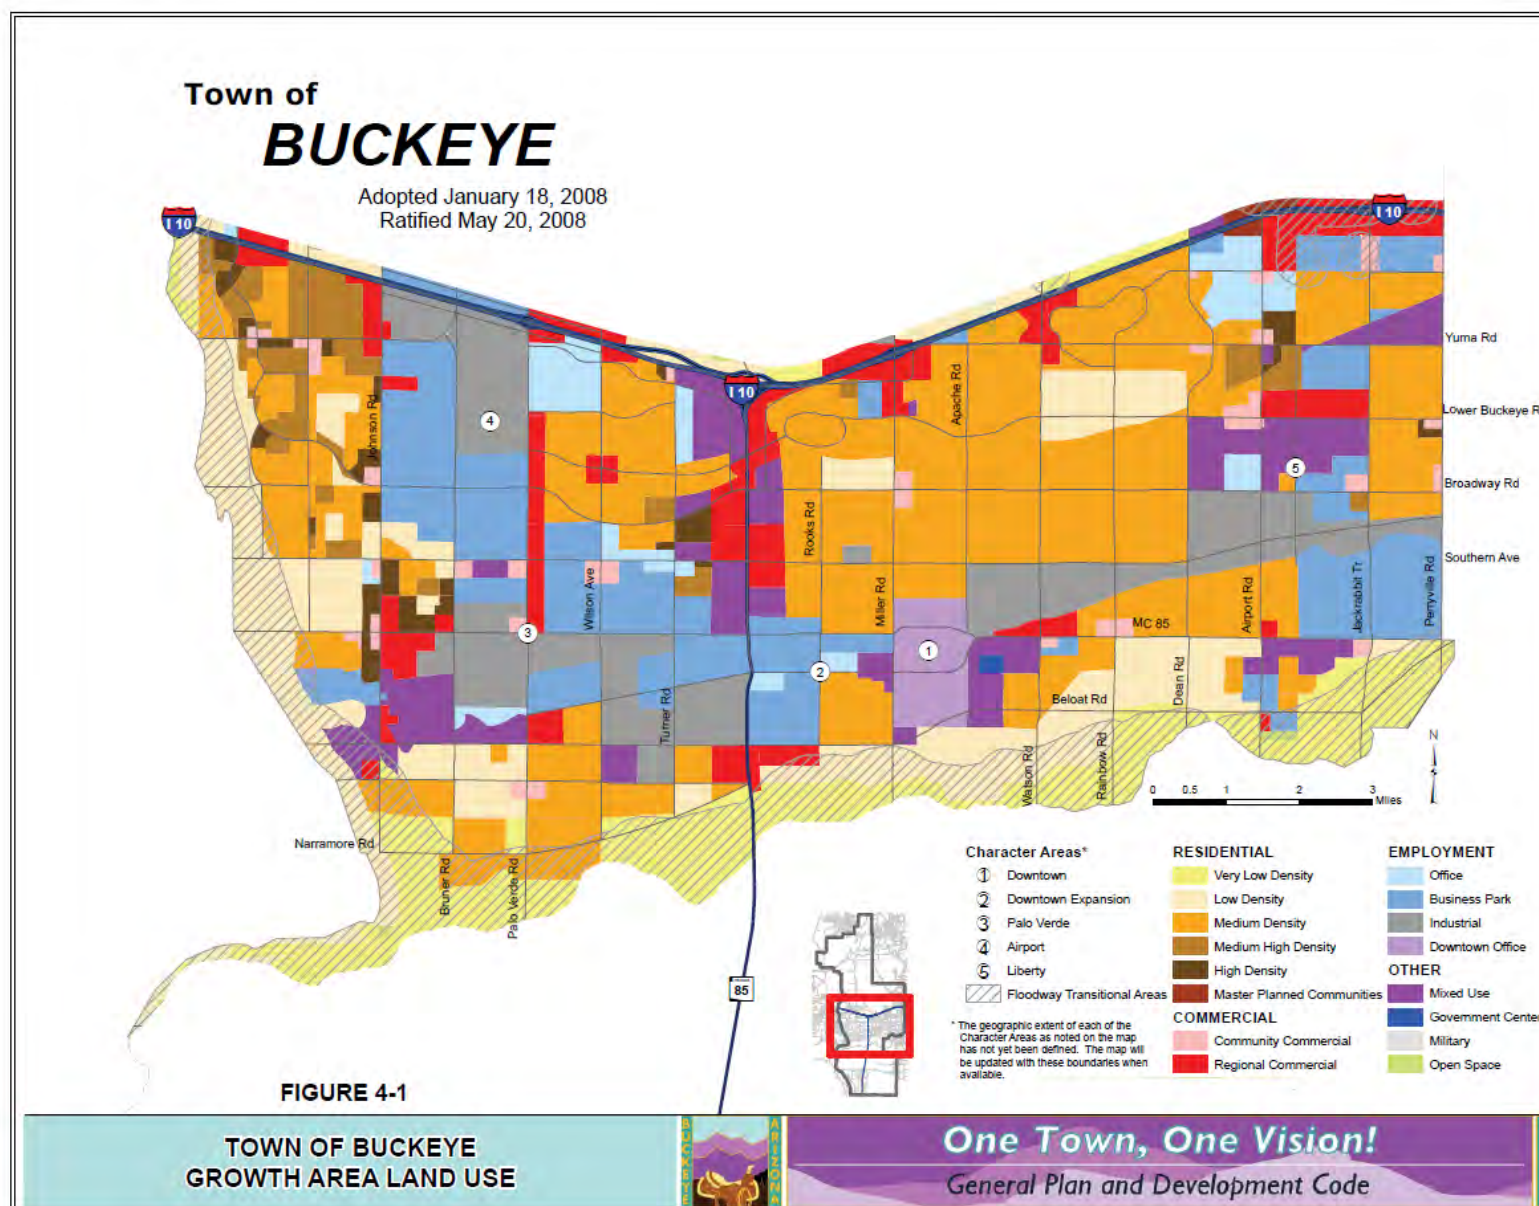 Town of
BUCKEYE
Adopted January 18, 2008
Ratified May 20, 2008
I 10
I 10
I 10
Yuma Rd
Lower Buckeye R
Broadway Rd
Southern Ave
Johnson Rd
Apache Rd
Rooks Rd
Wilson Ave
Miller Rd
Airport Rd
Jackrabbit Tr
Perryville Rd
MC 85
Dean Rd
Beloat Rd
Turner Rd
Watson Rd
Rainbow Rd
Narramore Rd
Bruner Rd
Palo Verde Rd
1
2
3
4
5
85
N
0 0.5 1 2 3
Miles
Character Areas*
1 Downtown
2 Downtown Expansion
3 Palo Verde
4 Airport
5 Liberty
Floodway Transitional Areas
* The geographic extent of each of the
Character Areas as noted on the map
has not yet been defined. The map will
be updated with these boundaries when
available.
RESIDENTIAL
Very Low Density
Low Density
Medium Density
Medium High Density
High Density
Master Planned Communities
COMMERCIAL
Community Commercial
Regional Commercial
EMPLOYMENT
Office
Business Park
Industrial
Downtown Office
OTHER
Mixed Use
Government Center
Military
Open Space
FIGURE 4-1
TOWN OF BUCKEYE
GROWTH AREA LAND USE
BUCKEYE
ARIZONA
One Town, One Vision!
General Plan and Development Code